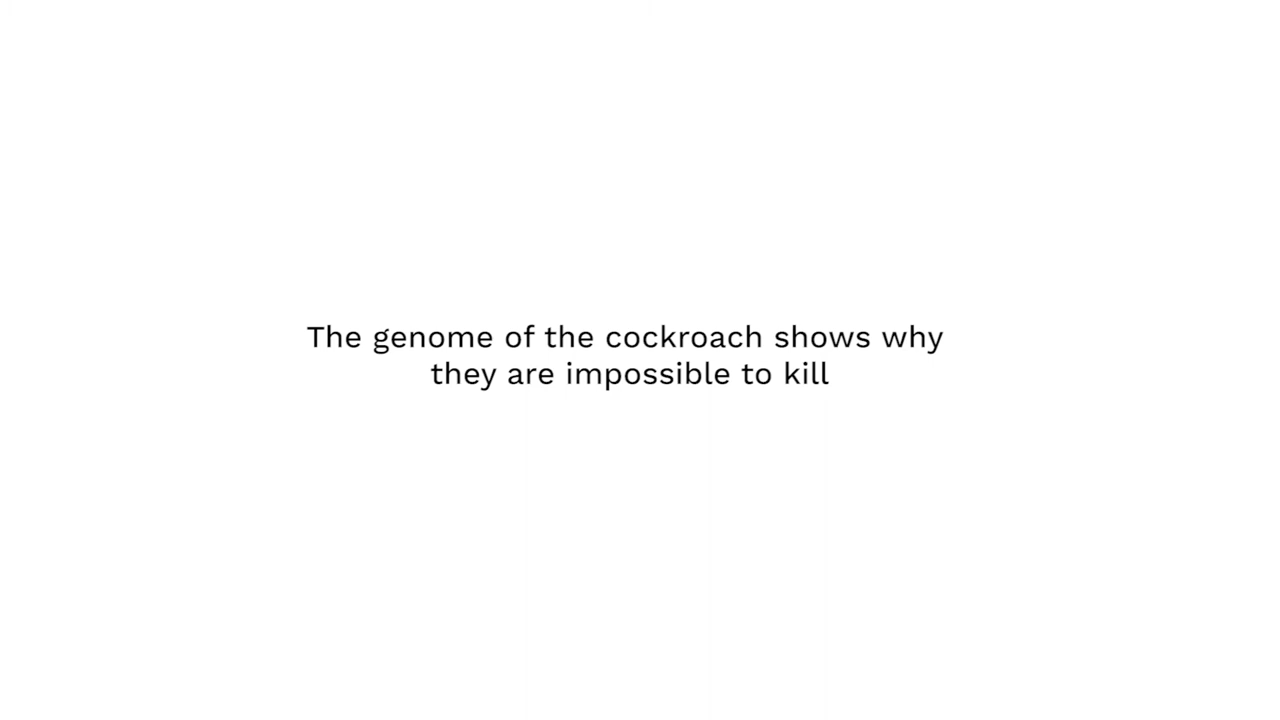 The genome of the cockroach shows why
they are impossible to kill